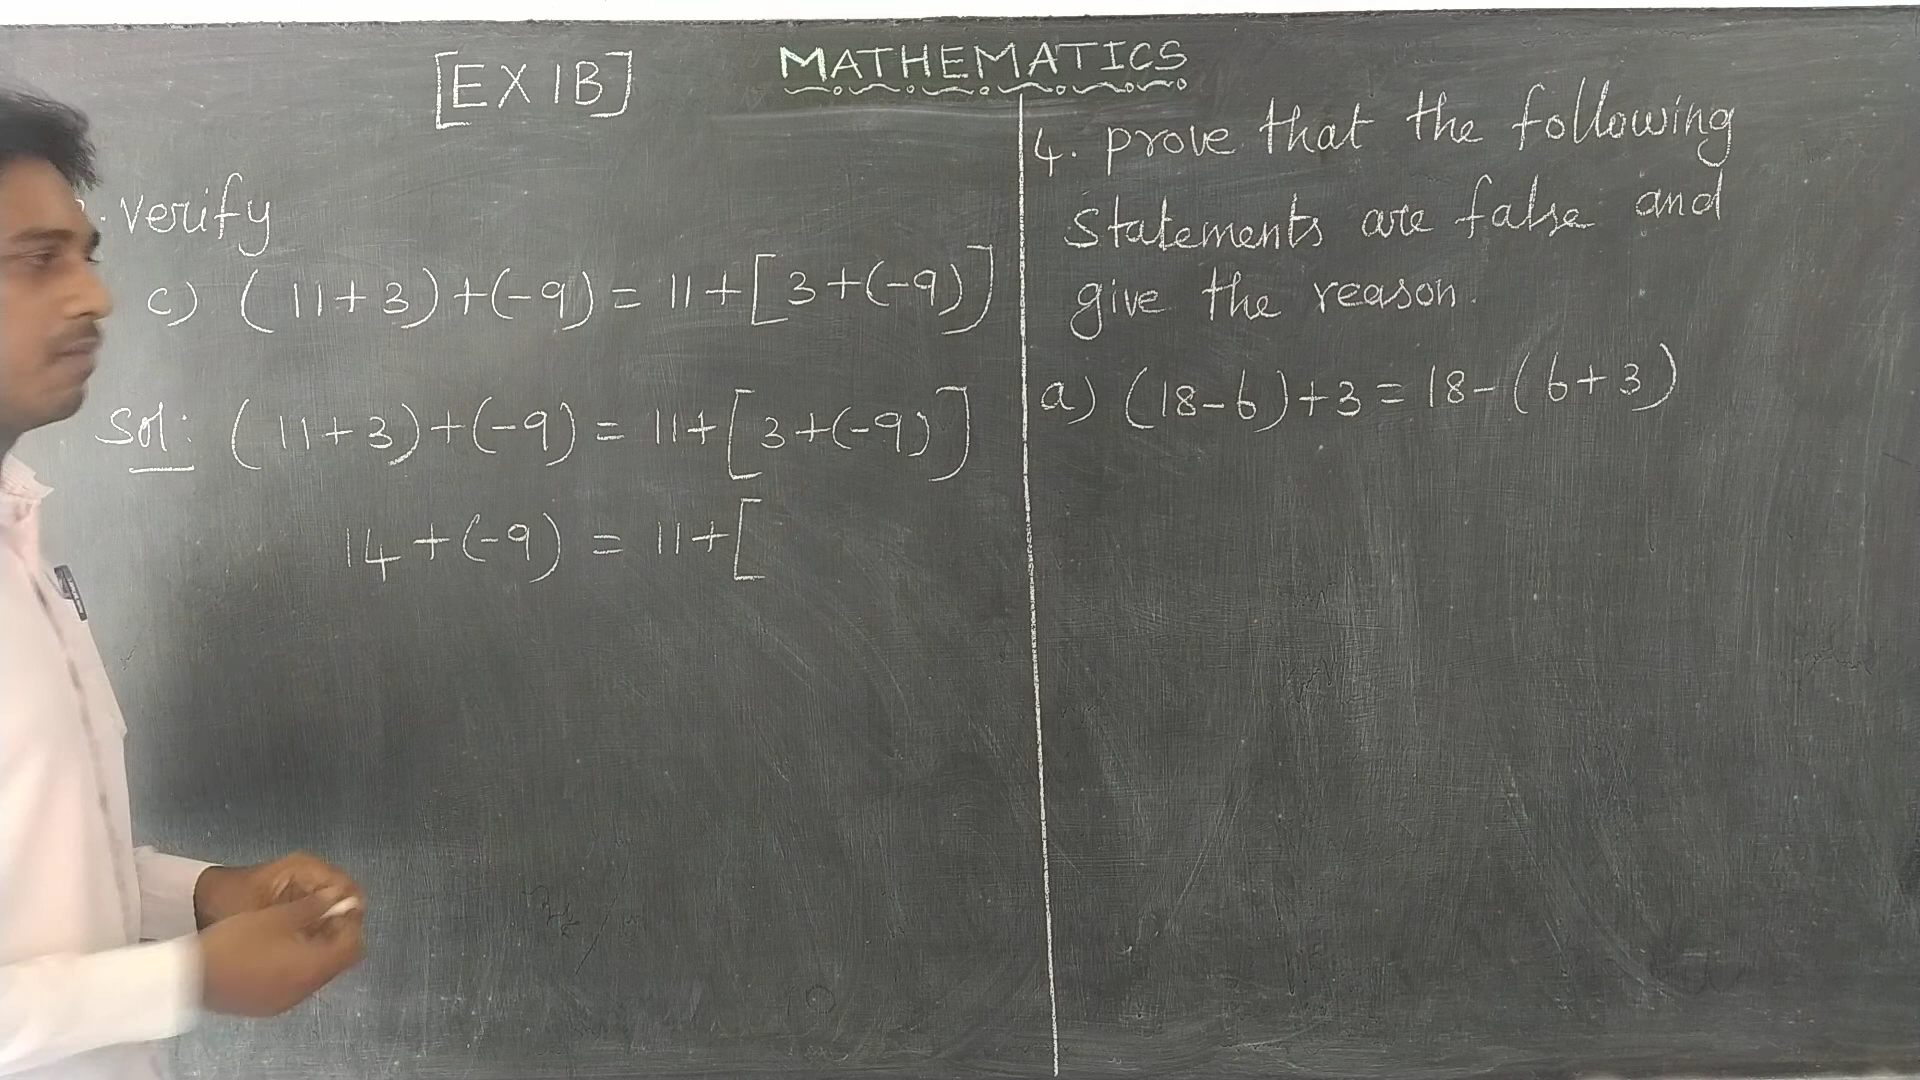 MATHEMATICS
[EX 1B]
. Verify
c) (11+3)+(-9) = 11+[3+(-9)]
Sol: (11+3)+(-9) = 11+[3+(-9)]
14+(-9) = 11+[
4. prove that the following
statements are false and
give the reason.
a) (18-6)+3 = 18-(6+3)